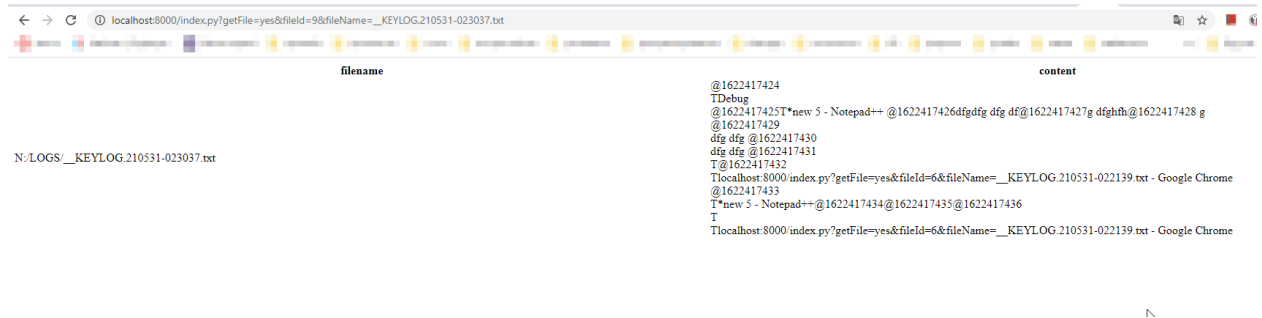 localhost:8000/index.py?getFile=yes&fileId=9&fileName=__KEYLOG.210531-023037.txt
filename
content
N:/LOGS/__KEYLOG.210531-023037.txt
@1622417424
TDebug
@1622417425T*new 5 - Notepad++ @1622417426dfgdfg dfg df@1622417427g dfghfh@1622417428 g
@1622417429
dfg dfg @1622417430
dfg dfg @1622417431
T@1622417432
Tlocalhost:8000/index.py?getFile=yes&fileId=6&fileName=__KEYLOG.210531-022139.txt - Google Chrome
@1622417433
T*new 5 - Notepad++@1622417434@1622417435@1622417436
T
Tlocalhost:8000/index.py?getFile=yes&fileId=6&fileName=__KEYLOG.210531-022139.txt - Google Chrome